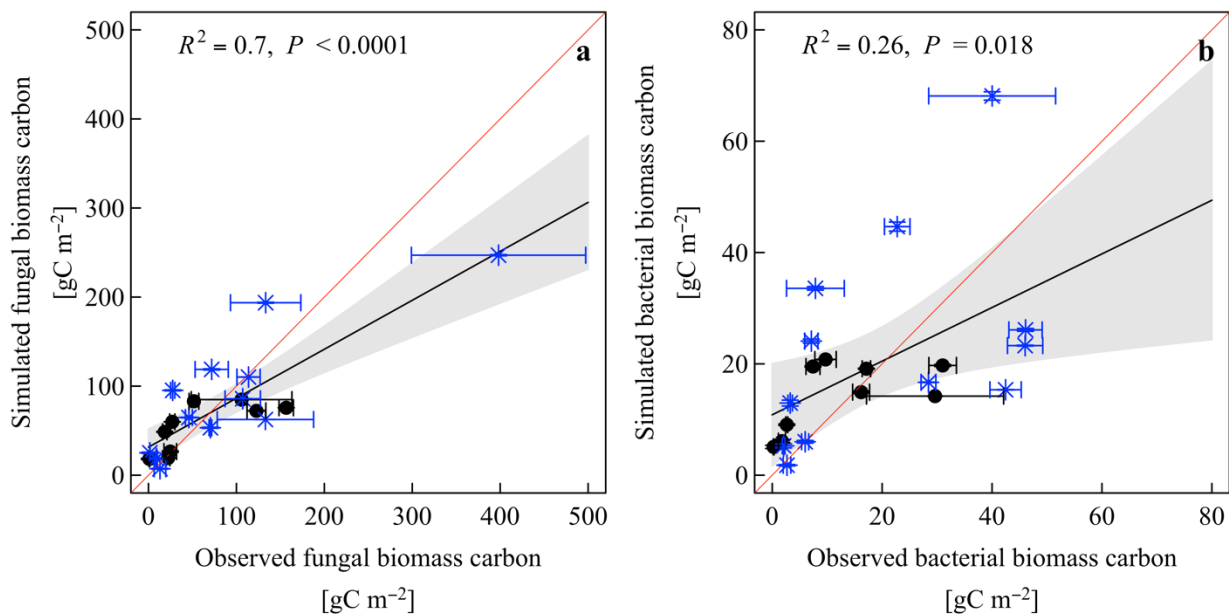 R² = 0.7, P < 0.0001
a
500
400
300
200
100
0
Simulated fungal biomass carbon
[gC m⁻²]
0 100 200 300 400 500
Observed fungal biomass carbon
[gC m⁻²]
R² = 0.26, P = 0.018
b
80
60
40
20
0
Simulated bacterial biomass carbon
[gC m⁻²]
0 20 40 60 80
Observed bacterial biomass carbon
[gC m⁻²]